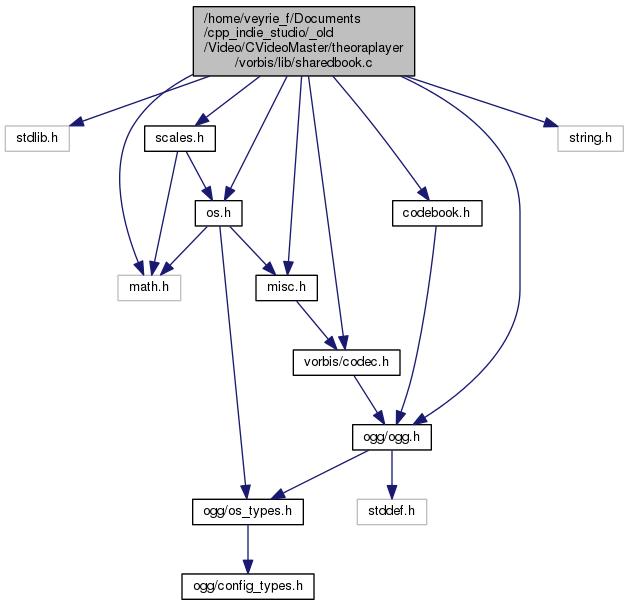 /home/veyrie_f/Documents
/cpp_indie_studio/_old
/Video/CVideoMaster/theoraplayer
/vorbis/lib/sharedbook.c
stdlib.h
scales.h
string.h
os.h
codebook.h
math.h
misc.h
vorbis/codec.h
ogg/ogg.h
ogg/os_types.h
stddef.h
ogg/config_types.h